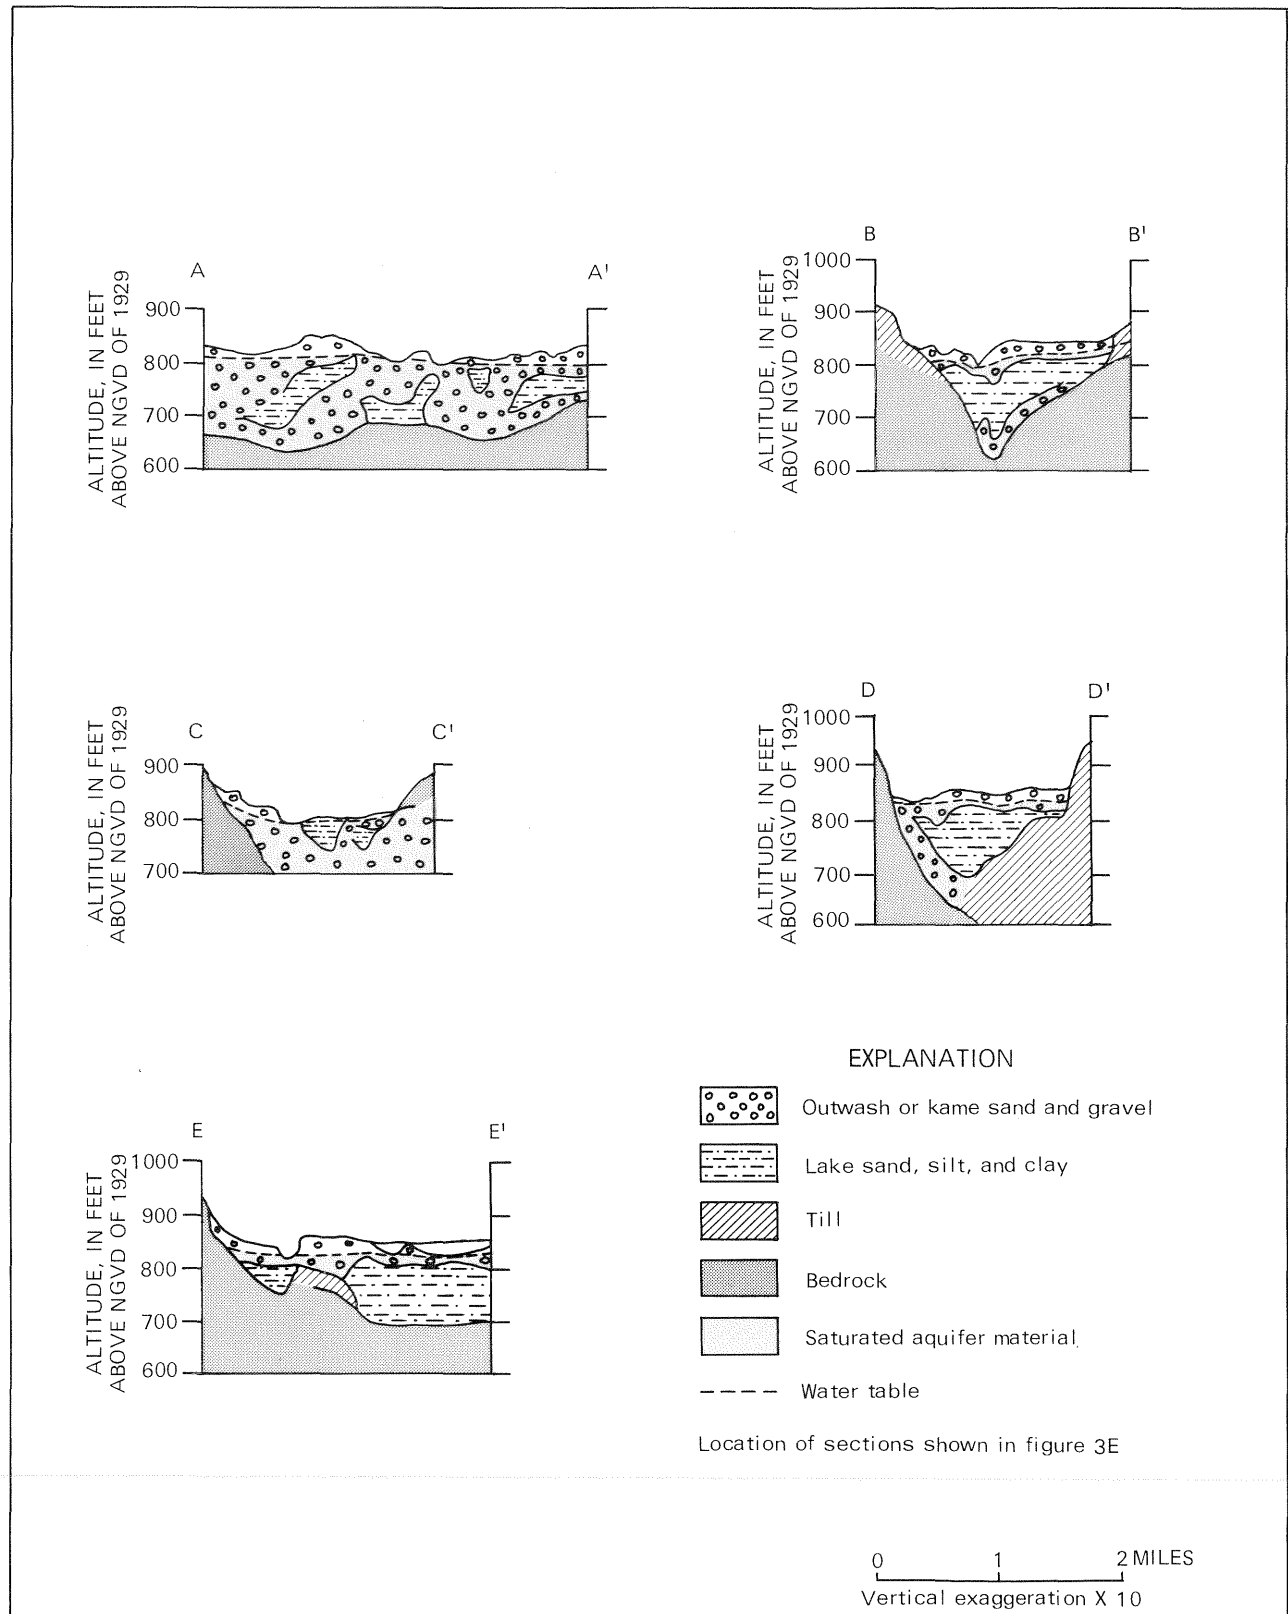 A
A'
ALTITUDE, IN FEET
ABOVE NGVD OF 1929
900
800
700
600
B
B'
ALTITUDE, IN FEET
ABOVE NGVD OF 1929
1000
900
800
700
600
C
C'
ALTITUDE, IN FEET
ABOVE NGVD OF 1929
900
800
700
D
D'
ALTITUDE, IN FEET
ABOVE NGVD OF 1929
1000
900
800
700
600
E
E'
ALTITUDE, IN FEET
ABOVE NGVD OF 1929
1000
900
800
700
600
EXPLANATION
Outwash or kame sand and gravel
Lake sand, silt, and clay
Till
Bedrock
Saturated aquifer material
Water table
Location of sections shown in figure 3E
0 1 2 MILES
Vertical exaggeration X 10